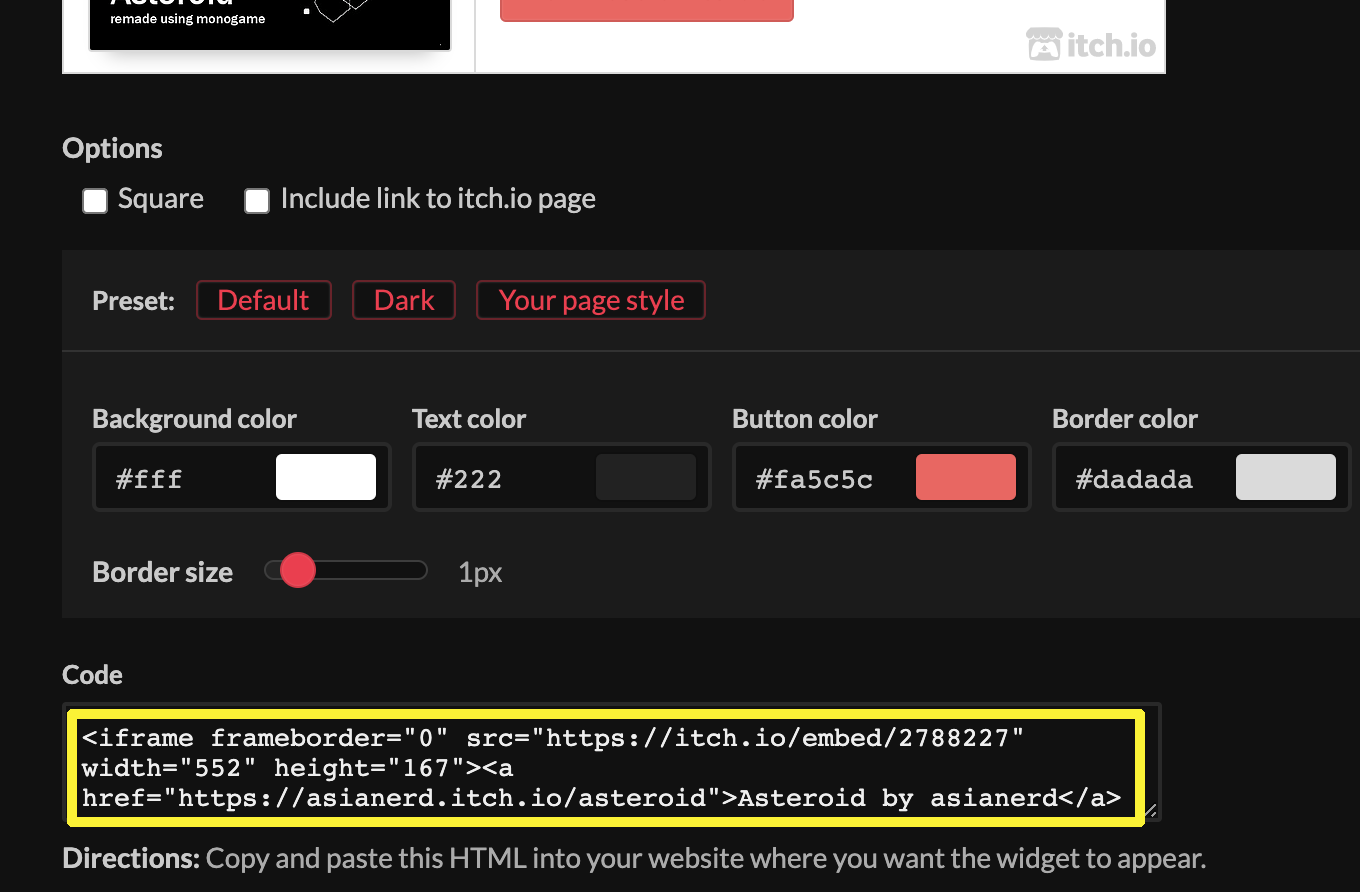 Asteroid
remade using monogame
itch.io
Options
Square Include link to itch.io page
Preset: Default Dark Your page style
Background color Text color Button color Border color
#fff #222 #fa5c5c #dadada
Border size 1px
Code
<iframe frameborder="0" src="https://itch.io/embed/2788227"
width="552" height="167"><a
href="https://asianerd.itch.io/asteroid">Asteroid by asianerd</a>
Directions: Copy and paste this HTML into your website where you want the widget to appear.